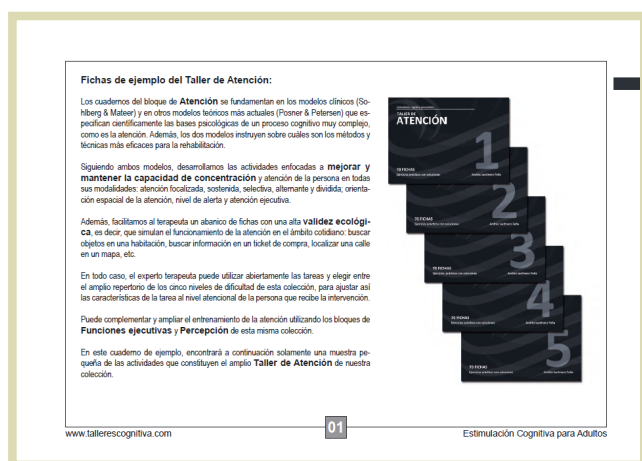 Fichas de ejemplo del Taller de Atención:
Los cuadernos del bloque de Atención se fundamentan en los modelos clínicos (So-
hlberg & Mateer) y en otros modelos teóricos más actuales (Posner & Petersen) que es-
pecifican científicamente las bases psicológicas de un proceso cognitivo muy complejo,
como es la atención. Además, los dos modelos instruyen sobre cuáles son los métodos y
técnicas más eficaces para la rehabilitación.
Siguiendo ambos modelos, desarrollamos las actividades enfocadas a mejorar y
mantener la capacidad de concentración y atención de la persona en todas
sus modalidades: atención focalizada, sostenida, selectiva, alternante y dividida; orienta-
ción espacial de la atención, nivel de alerta y atención ejecutiva.
Además, facilitamos al terapeuta un abanico de fichas con una alta validez ecológi-
ca, es decir, que simulan el funcionamiento de la atención en el ámbito cotidiano: buscar
objetos en una habitación, buscar información en un ticket de compra, localizar una calle
en un mapa, etc.
En todo caso, el experto terapeuta puede utilizar abiertamente las tareas y elegir entre
el amplio repertorio de los cinco niveles de dificultad de esta colección, para ajustar así
las características de la tarea al nivel atencional de la persona que recibe la intervención.
Puede complementar y ampliar el entrenamiento de la atención utilizando los bloques de
Funciones ejecutivas y Percepción de esta misma colección.
En este cuaderno de ejemplo, encontrará a continuación solamente una muestra pe-
queña de las actividades que constituyen el amplio Taller de Atención de nuestra
colección.
TALLER DE
ATENCIÓN
1
70 FICHAS
2
70 FICHAS
3
70 FICHAS
4
70 FICHAS
5
70 FICHAS
www.tallerescognitiva.com
01
Estimulación Cognitiva para Adultos